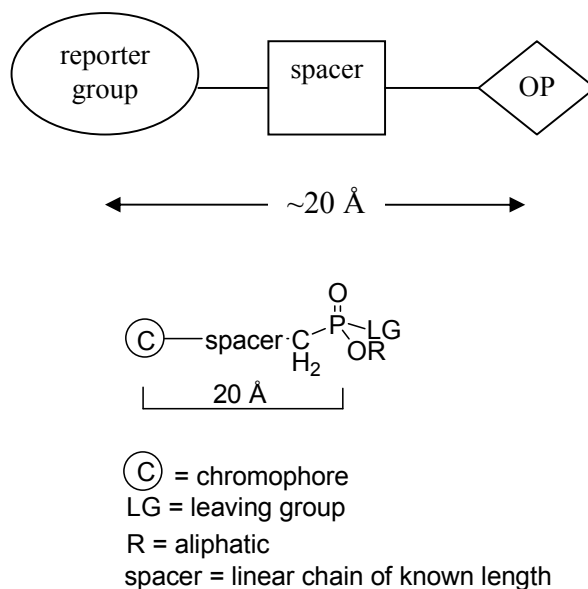 reporter
group
spacer
OP
~20 Å
O
C spacer C P LG
H2 OR
20 Å
C = chromophore
LG = leaving group
R = aliphatic
spacer = linear chain of known length